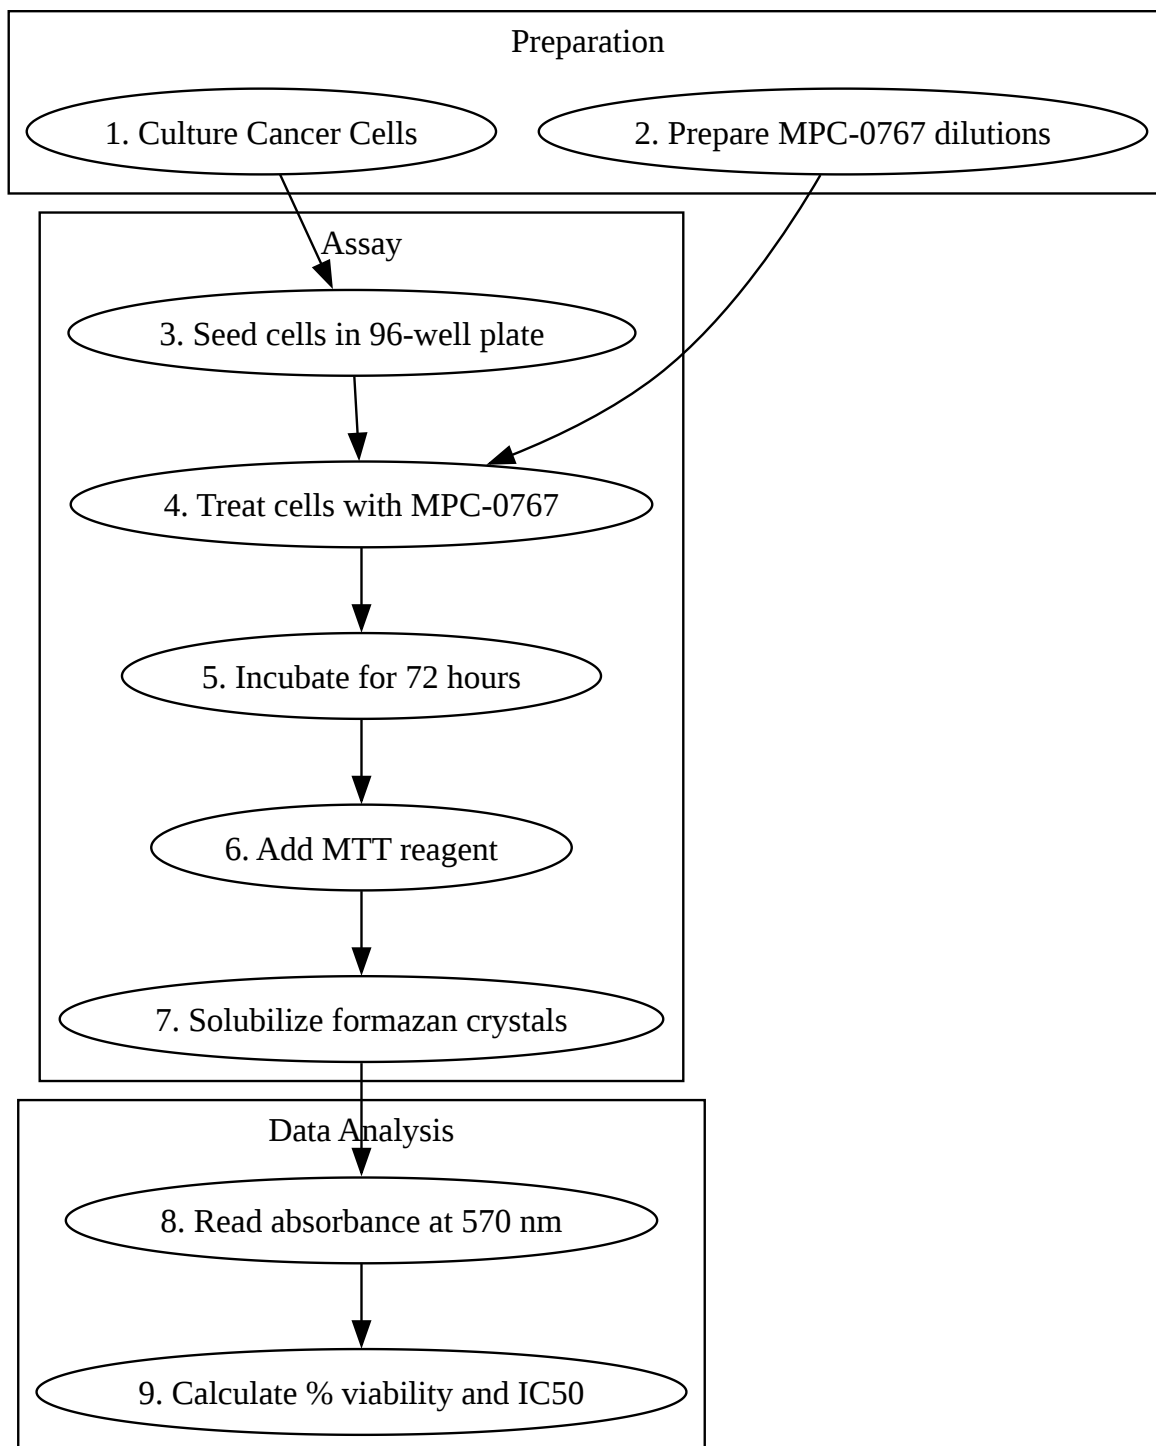 Preparation
1. Culture Cancer Cells
2. Prepare MPC-0767 dilutions
Assay
3. Seed cells in 96-well plate
4. Treat cells with MPC-0767
5. Incubate for 72 hours
6. Add MTT reagent
7. Solubilize formazan crystals
Data Analysis
8. Read absorbance at 570 nm
9. Calculate % viability and IC50